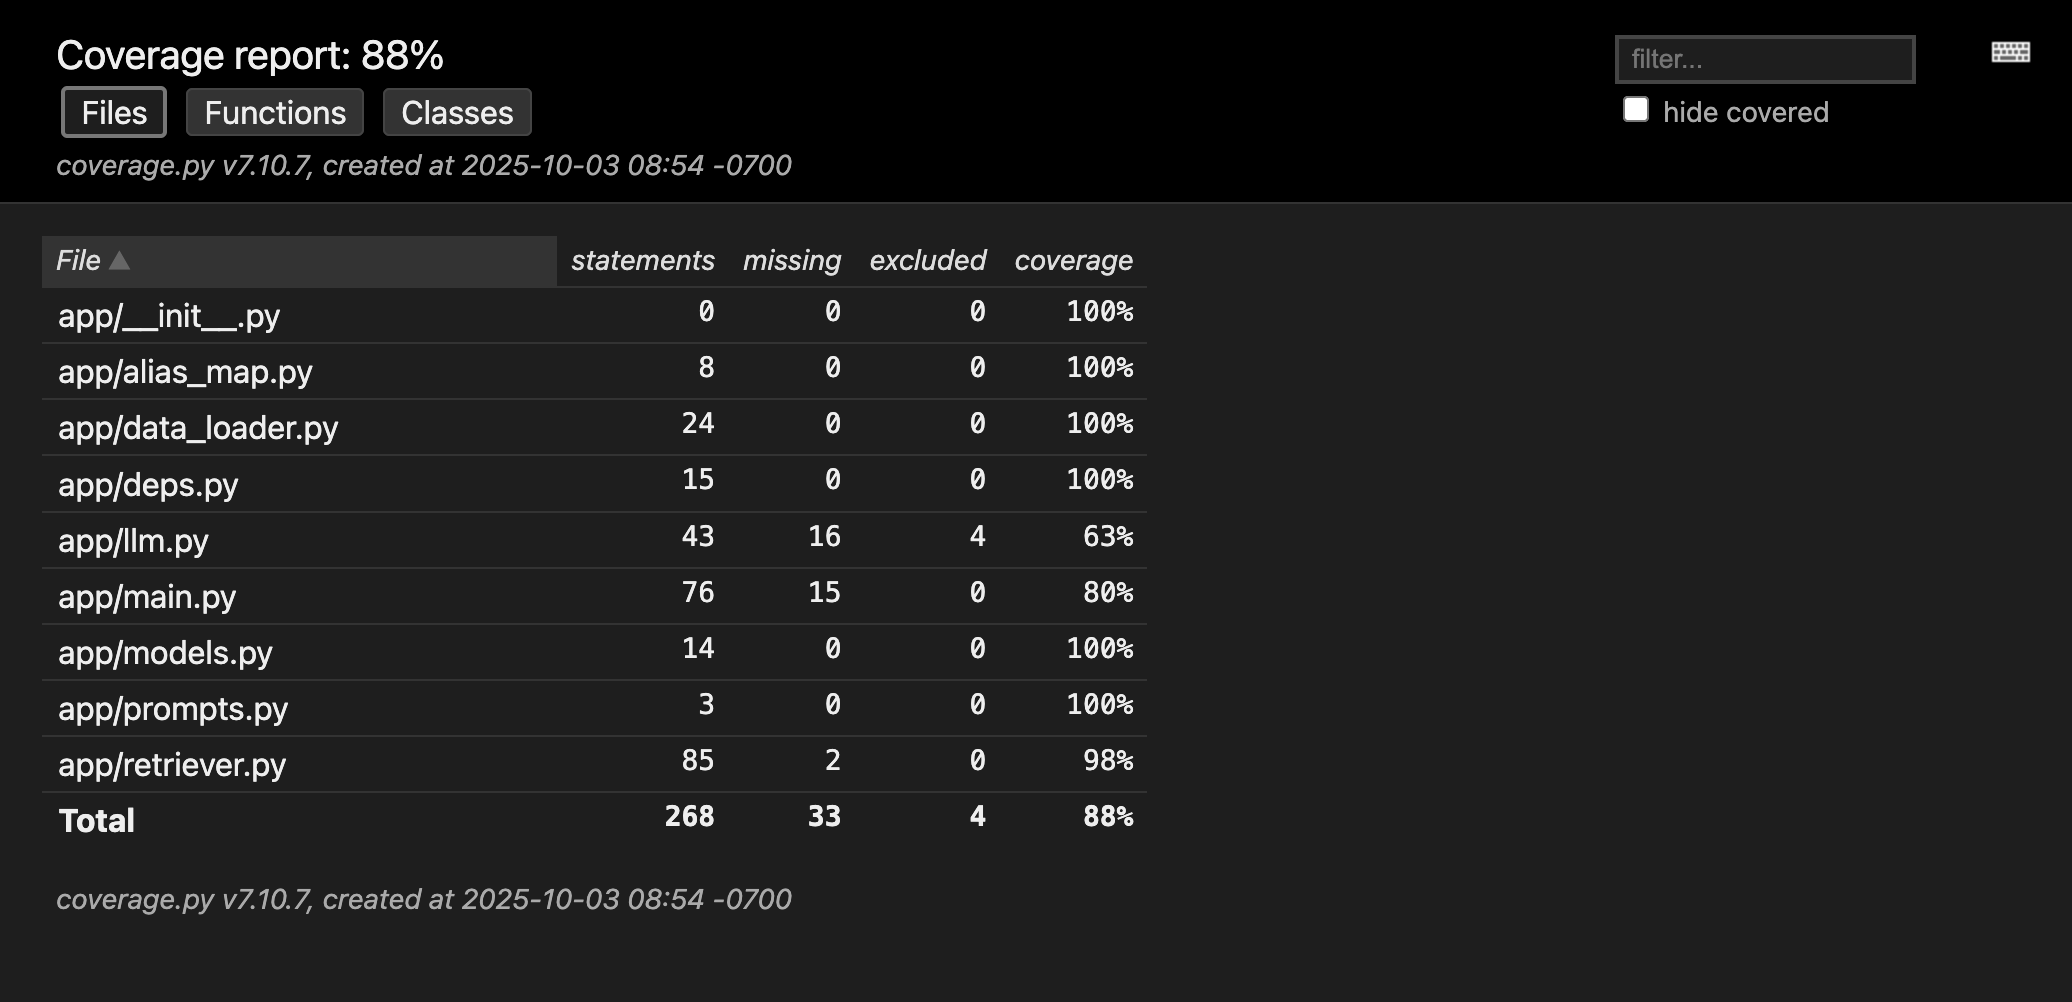 Coverage report: 88%
filter...
Files Functions Classes
hide covered
coverage.py v7.10.7, created at 2025-10-03 08:54 -0700
File ▲ statements missing excluded coverage
app/__init__.py 0 0 0 100%
app/alias_map.py 8 0 0 100%
app/data_loader.py 24 0 0 100%
app/deps.py 15 0 0 100%
app/llm.py 43 16 4 63%
app/main.py 76 15 0 80%
app/models.py 14 0 0 100%
app/prompts.py 3 0 0 100%
app/retriever.py 85 2 0 98%
Total 268 33 4 88%
coverage.py v7.10.7, created at 2025-10-03 08:54 -0700